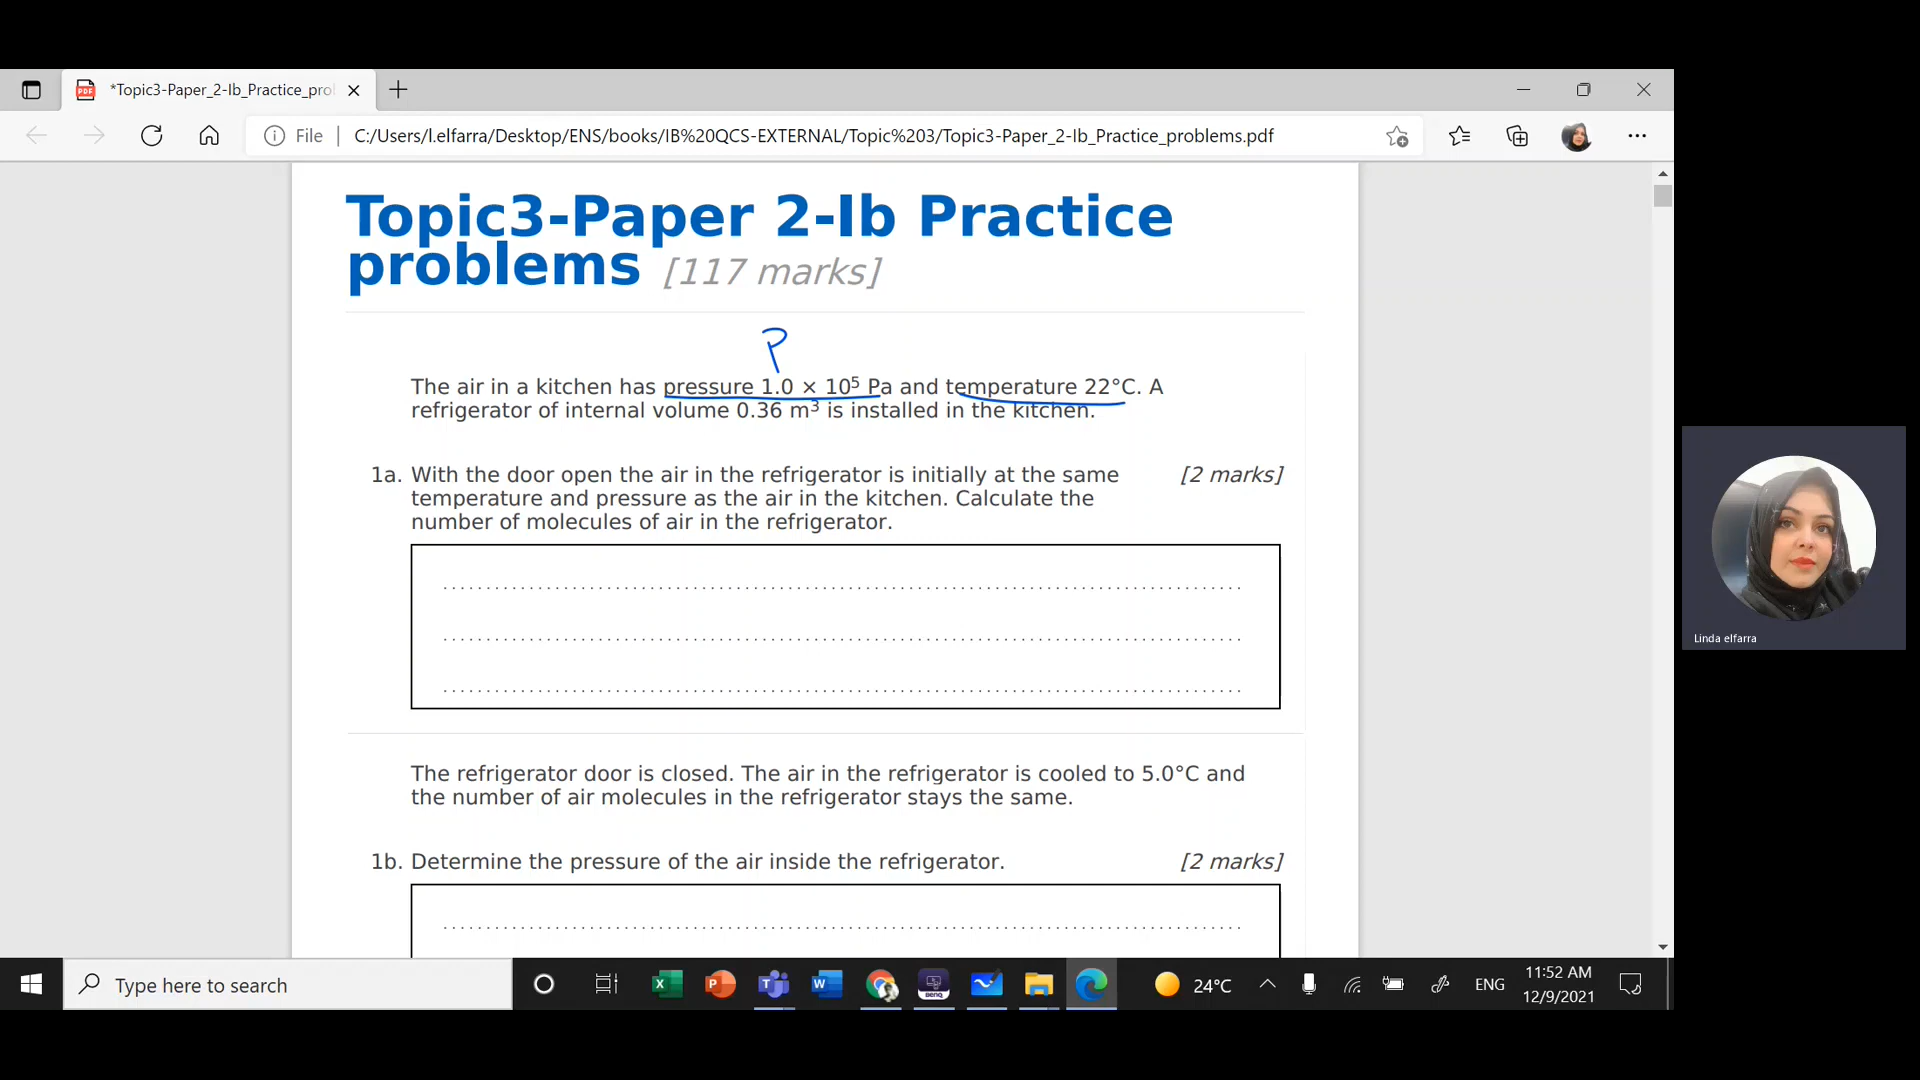 *Topic3-Paper_2-Ib_Practice_pro
File
C:/Users/l.elfarra/Desktop/ENS/books/IB%20QCS-EXTERNAL/Topic%203/Topic3-Paper_2-Ib_Practice_problems.pdf
Topic3-Paper 2-Ib Practice
problems [117 marks]
P
The air in a kitchen has pressure 1.0 × 10⁵ Pa and temperature 22°C. A
refrigerator of internal volume 0.36 m³ is installed in the kitchen.
1a. With the door open the air in the refrigerator is initially at the same [2 marks]
temperature and pressure as the air in the kitchen. Calculate the
number of molecules of air in the refrigerator.
Linda elfarra
The refrigerator door is closed. The air in the refrigerator is cooled to 5.0°C and
the number of air molecules in the refrigerator stays the same.
1b. Determine the pressure of the air inside the refrigerator. [2 marks]
Type here to search
BENQ
24°C
ENG
11:52 AM
12/9/2021